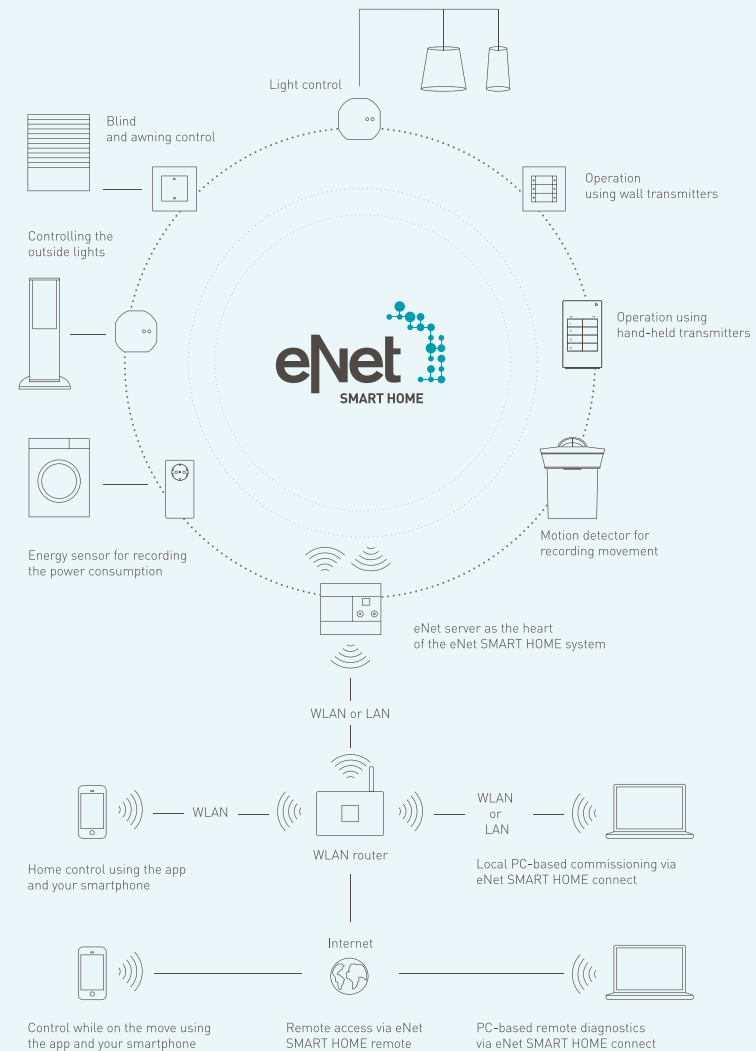 Light control
Blind
and awning control
Operation
using wall transmitters
Controlling the
outside lights
Operation using
hand-held transmitters
eNet
SMART HOME
Energy sensor for recording
the power consumption
Motion detector for
recording movement
eNet server as the heart
of the eNet SMART HOME system
WLAN or LAN
WLAN
WLAN
or
LAN
WLAN router
Home control using the app
and your smartphone
Local PC-based commissioning via
eNet SMART HOME connect
Internet
Control while on the move using
the app and your smartphone
Remote access via eNet
SMART HOME remote
PC-based remote diagnostics
via eNet SMART HOME connect